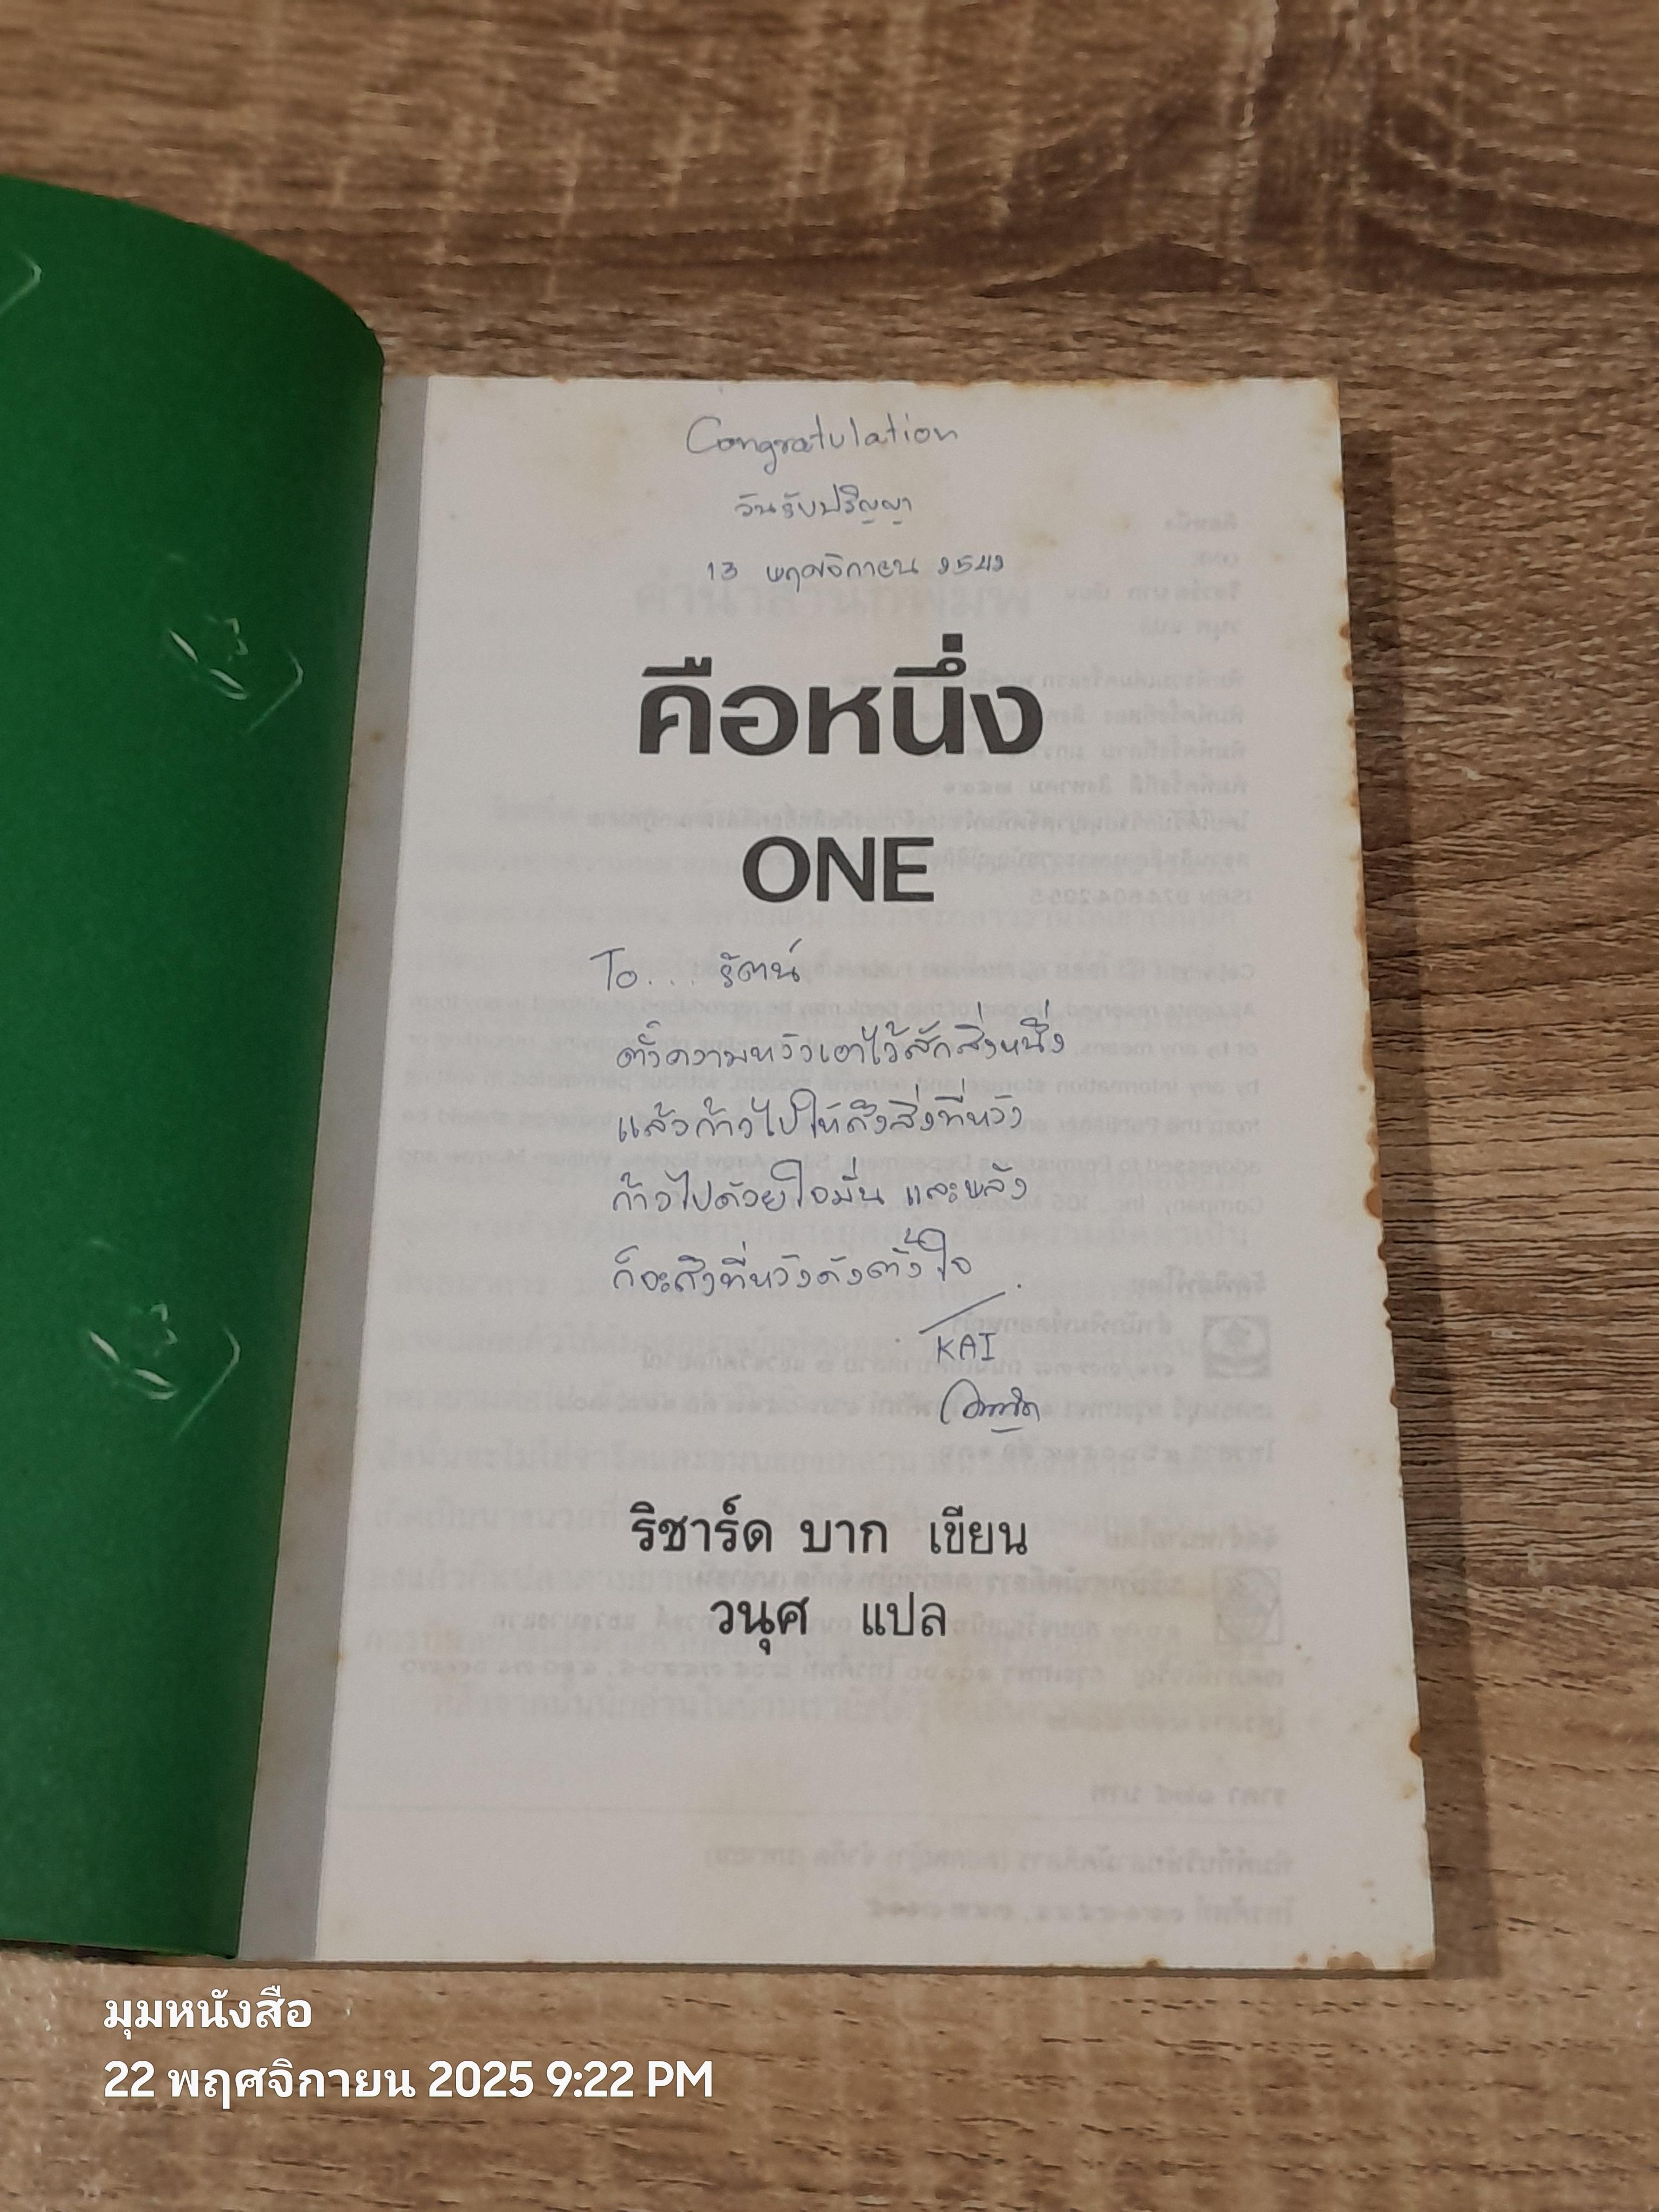 Congratulation
วันรับปริญญา
13 พฤศจิกายน 2542
คือหนึ่ง
ONE
To.... รัตน์
ตั้งความหวังเอาไว้สักสิ่งหนึ่ง
แล้วก้าวไปให้ถึงสิ่งที่หวัง
ก้าวไปด้วยใจมั่น และพลัง
ก็จะถึงที่หวังดังตั้งใจ
KAI
ริชาร์ด บาก เขียน
วนุศ แปล
มุมหนังสือ
22 พฤศจิกายน 2025 9:22 PM